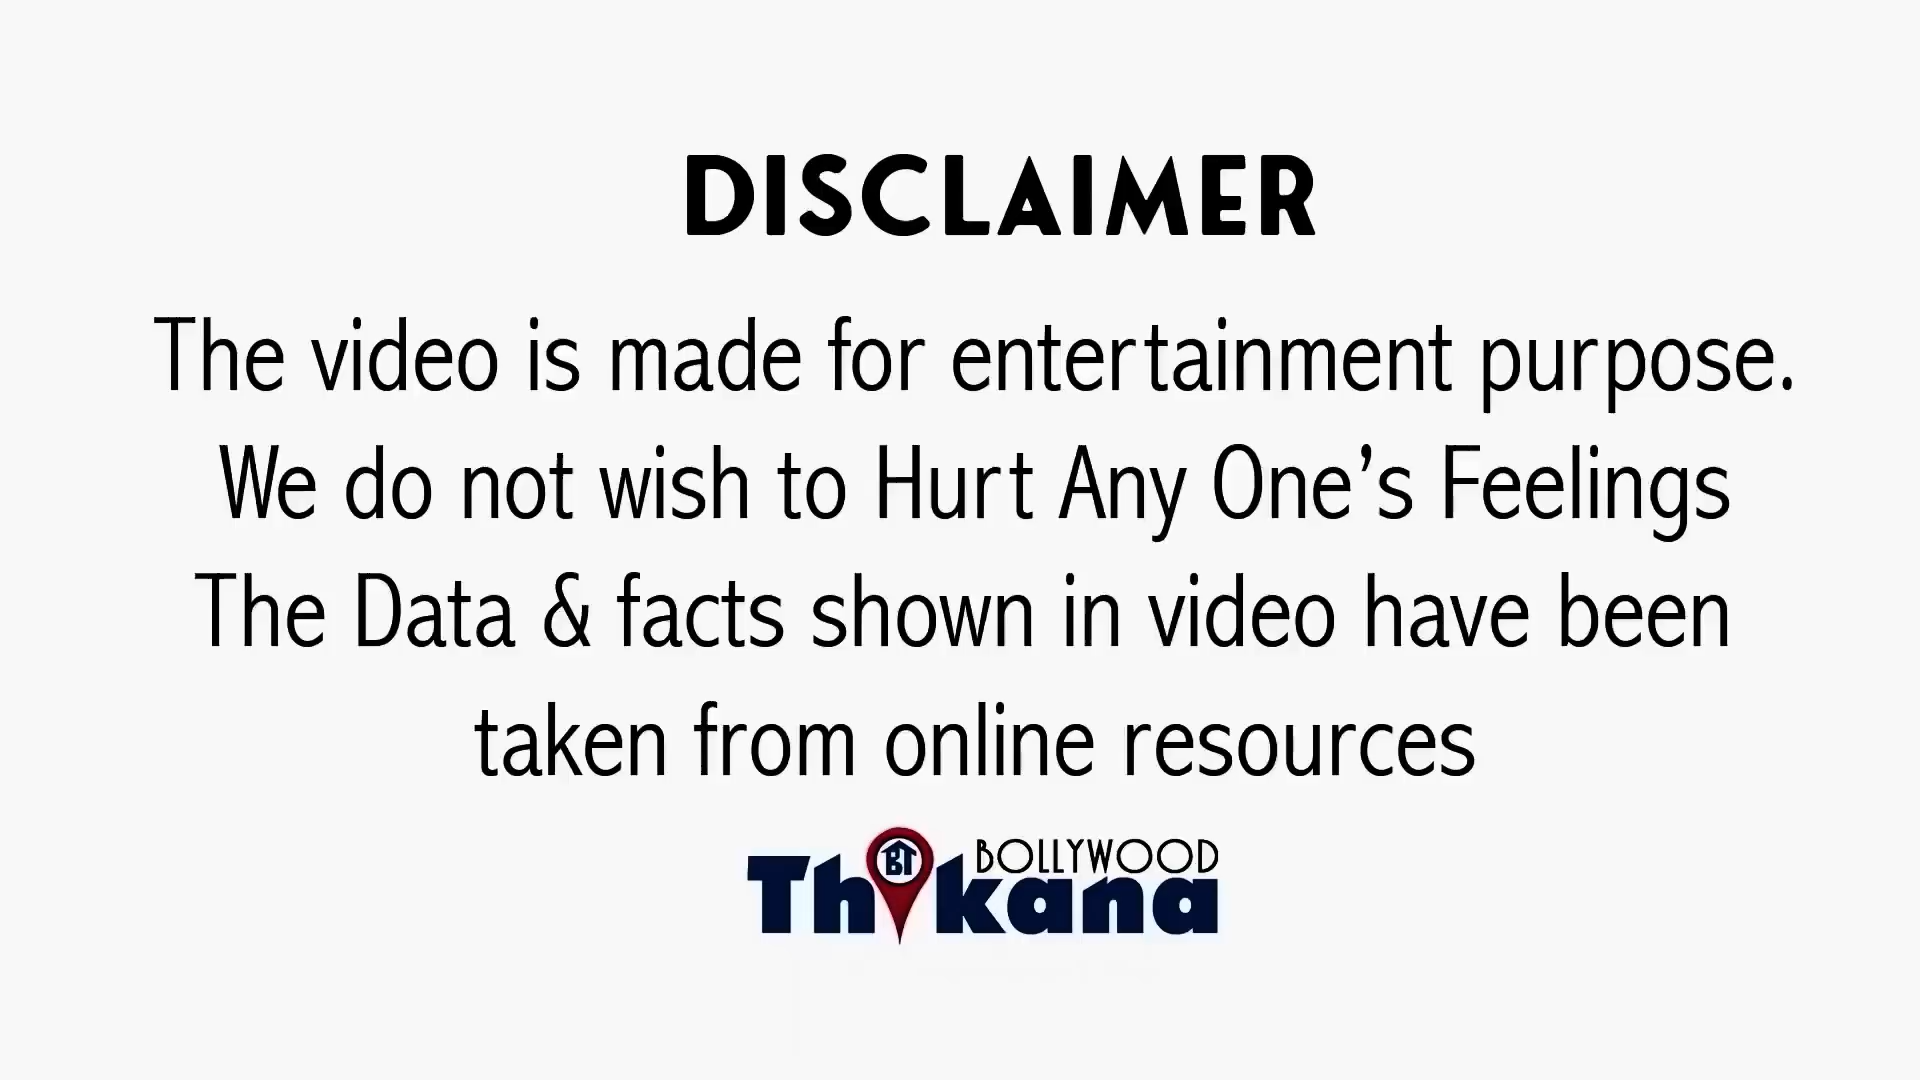 DISCLAIMER
The video is made for entertainment purpose.
We do not wish to Hurt Any One’s Feelings
The Data & facts shown in video have been
taken from online resources
BT
BOLLYWOOD
Thikana